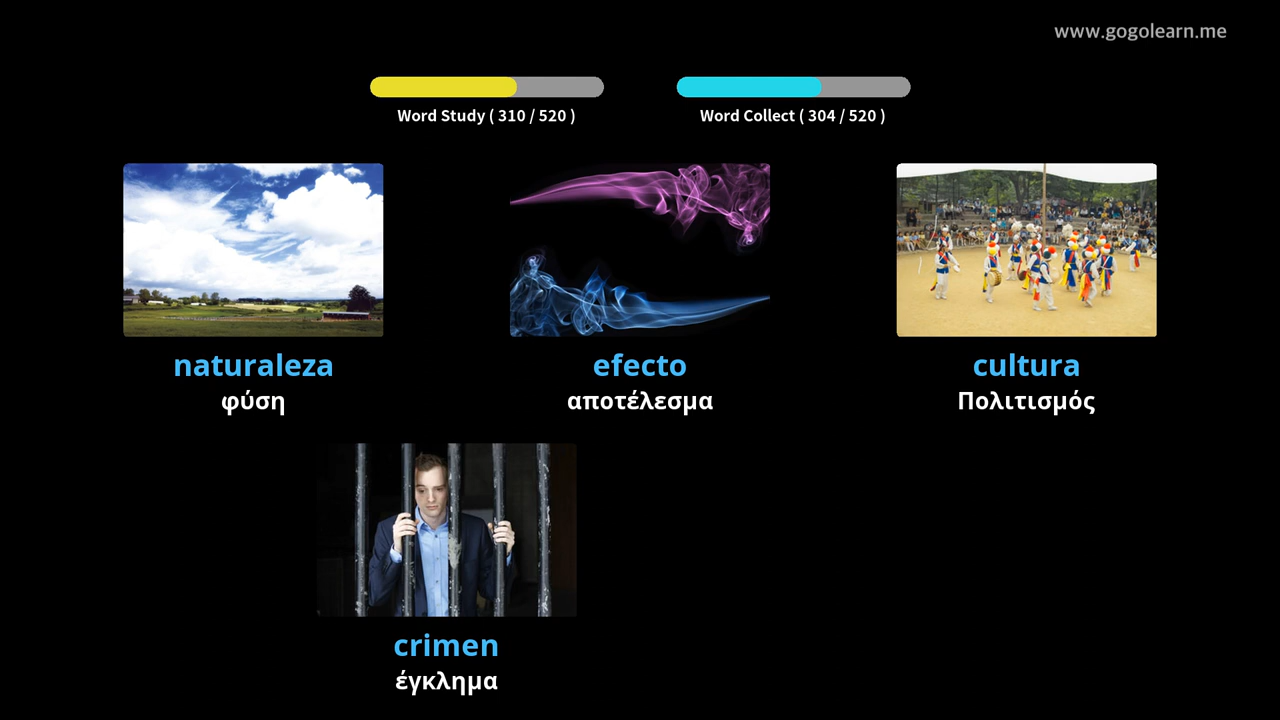 www.gogolearn.me
Word Study ( 310 / 520 )
Word Collect ( 304 / 520 )
naturaleza
φύση
efecto
αποτέλεσμα
cultura
Πολιτισμός
crimen
έγκλημα